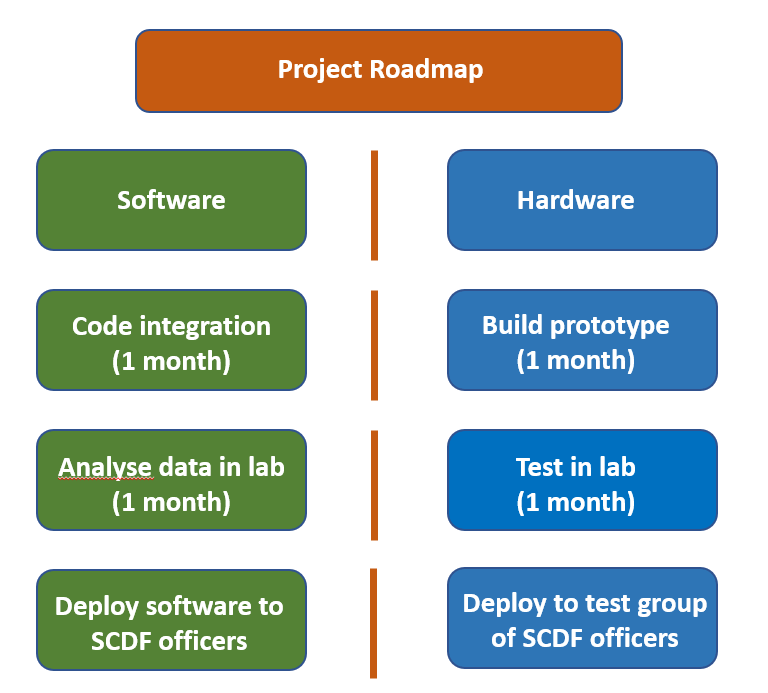 Project Roadmap
Software
Hardware
Code integration
(1 month)
Build prototype
(1 month)
Analyse data in lab
(1 month)
Test in lab
(1 month)
Deploy software to
SCDF officers
Deploy to test group
of SCDF officers